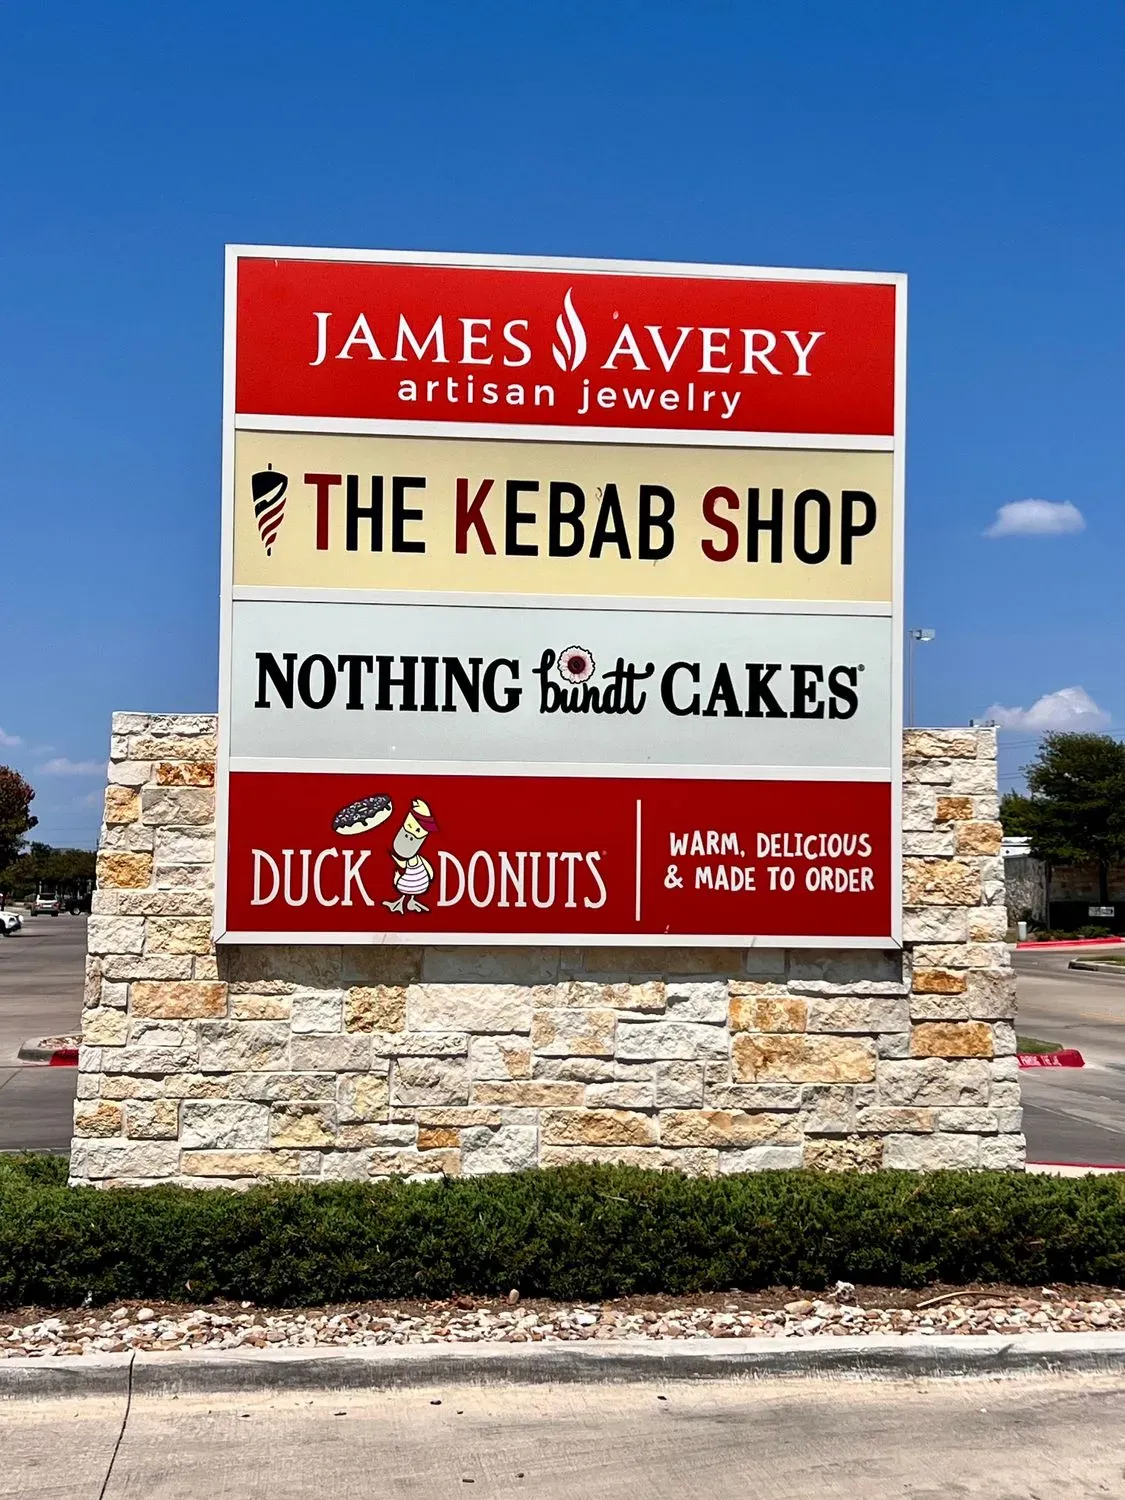 JAMES AVERY
artisan jewelry
THE KEBAB SHOP
NOTHING bundt CAKES®
DUCK DONUTS
WARM, DELICIOUS
& MADE TO ORDER